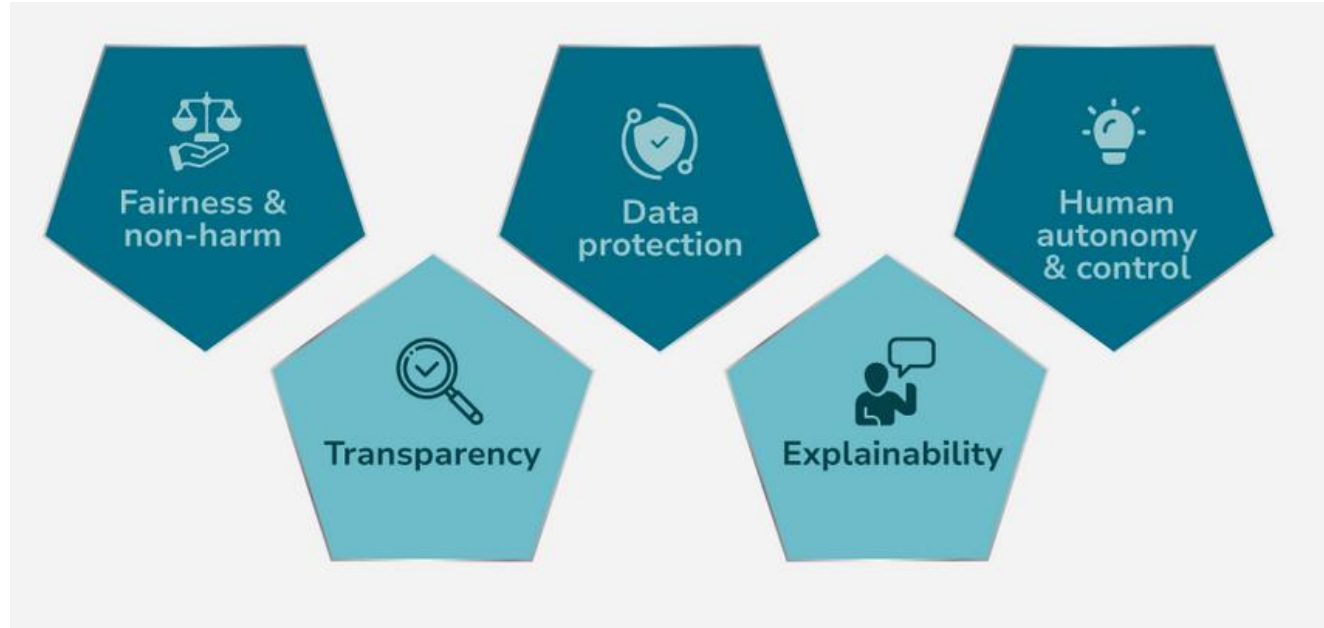 Fairness &
non-harm
Data
protection
Human
autonomy
& control
Transparency
Explainability